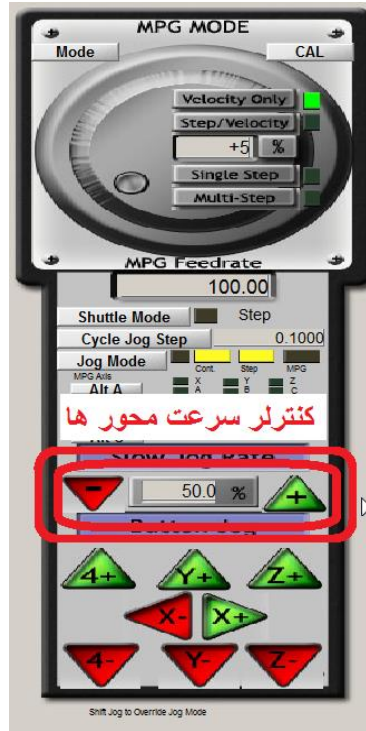 MPG MODE
Mode CAL
Velocity Only
Step/Velocity
+5 %
Single Step
Multi-Step
MPG Feedrate
100.00
Shuttle Mode Step
Cycle Jog Step 0.1000
Jog Mode Cont. Step MPG
MPG Axis X Y Z
Alt A A B C
کنترلر سرعت محور ها
Slow Jog Rate
- 50.0 % +
Button Jog
4+ Y+ Z+
X- X+
4- Y- Z-
Shift Jog to Override Jog Mode